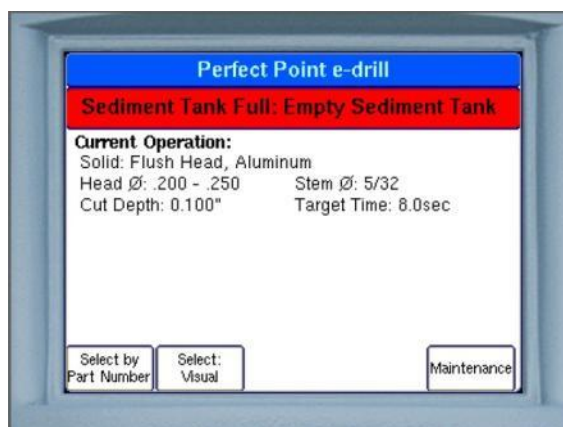 Perfect Point e-drill
Sediment Tank Full: Empty Sediment Tank
Current Operation:
Solid: Flush Head, Aluminum
Head Ø: .200 - .250 Stem Ø: 5/32
Cut Depth: 0.100" Target Time: 8.0sec
Select by Select:
Part Number Visual Maintenance